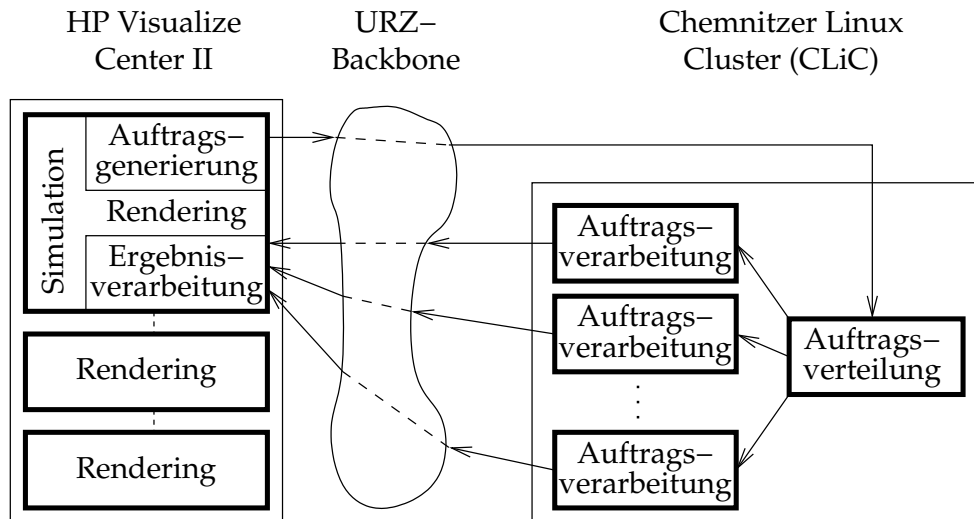 HP Visualize
Center II
URZ–
Backbone
Chemnitzer Linux
Cluster (CLiC)
Simulation
Auftrags–
generierung
Rendering
Ergebnis–
verarbeitung
Rendering
Rendering
Auftrags–
verarbeitung
Auftrags–
verarbeitung
Auftrags–
verarbeitung
Auftrags–
verteilung